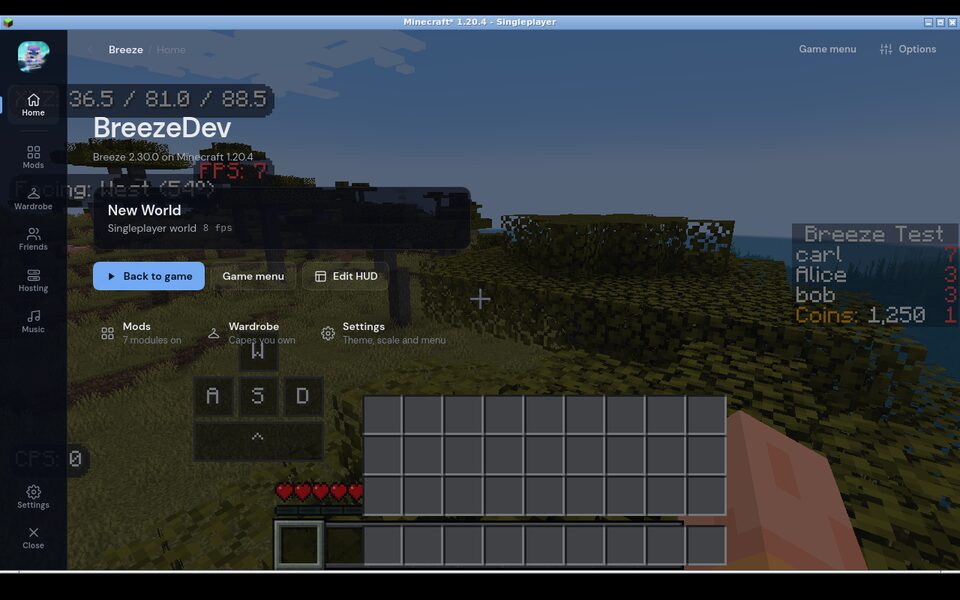 Minecraft* 1.20.4 - Singleplayer
Breeze / Home
Game menu
Options
36.5 / 81.0 / 88.5
Home
BreezeDev
Breeze 2.30.0 on Minecraft 1.20.4
FPS: 7
Mods
Facing: West (54°)
Wardrobe
New World
Singleplayer world 8 fps
Friends
Breeze Test
carl 7
Alice 3
bob 3
Coins: 1,250 1
Back to game
Game menu
Edit HUD
Hosting
Music
Mods
7 modules on
Wardrobe
Capes you own
Settings
Theme, scale and menu
W
A
S
D
^
CPS: 0
Settings
Close